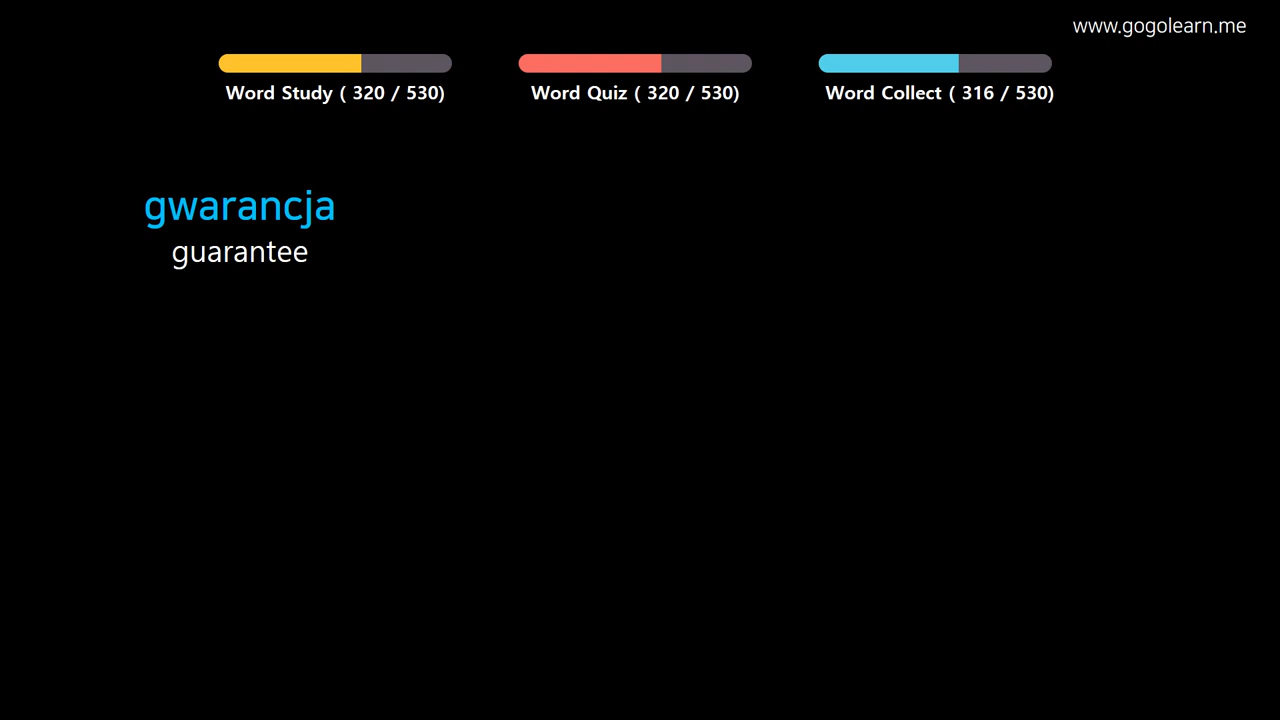 www.gogolearn.me
Word Study ( 320 / 530)
Word Quiz ( 320 / 530)
Word Collect ( 316 / 530)
gwarancja
guarantee